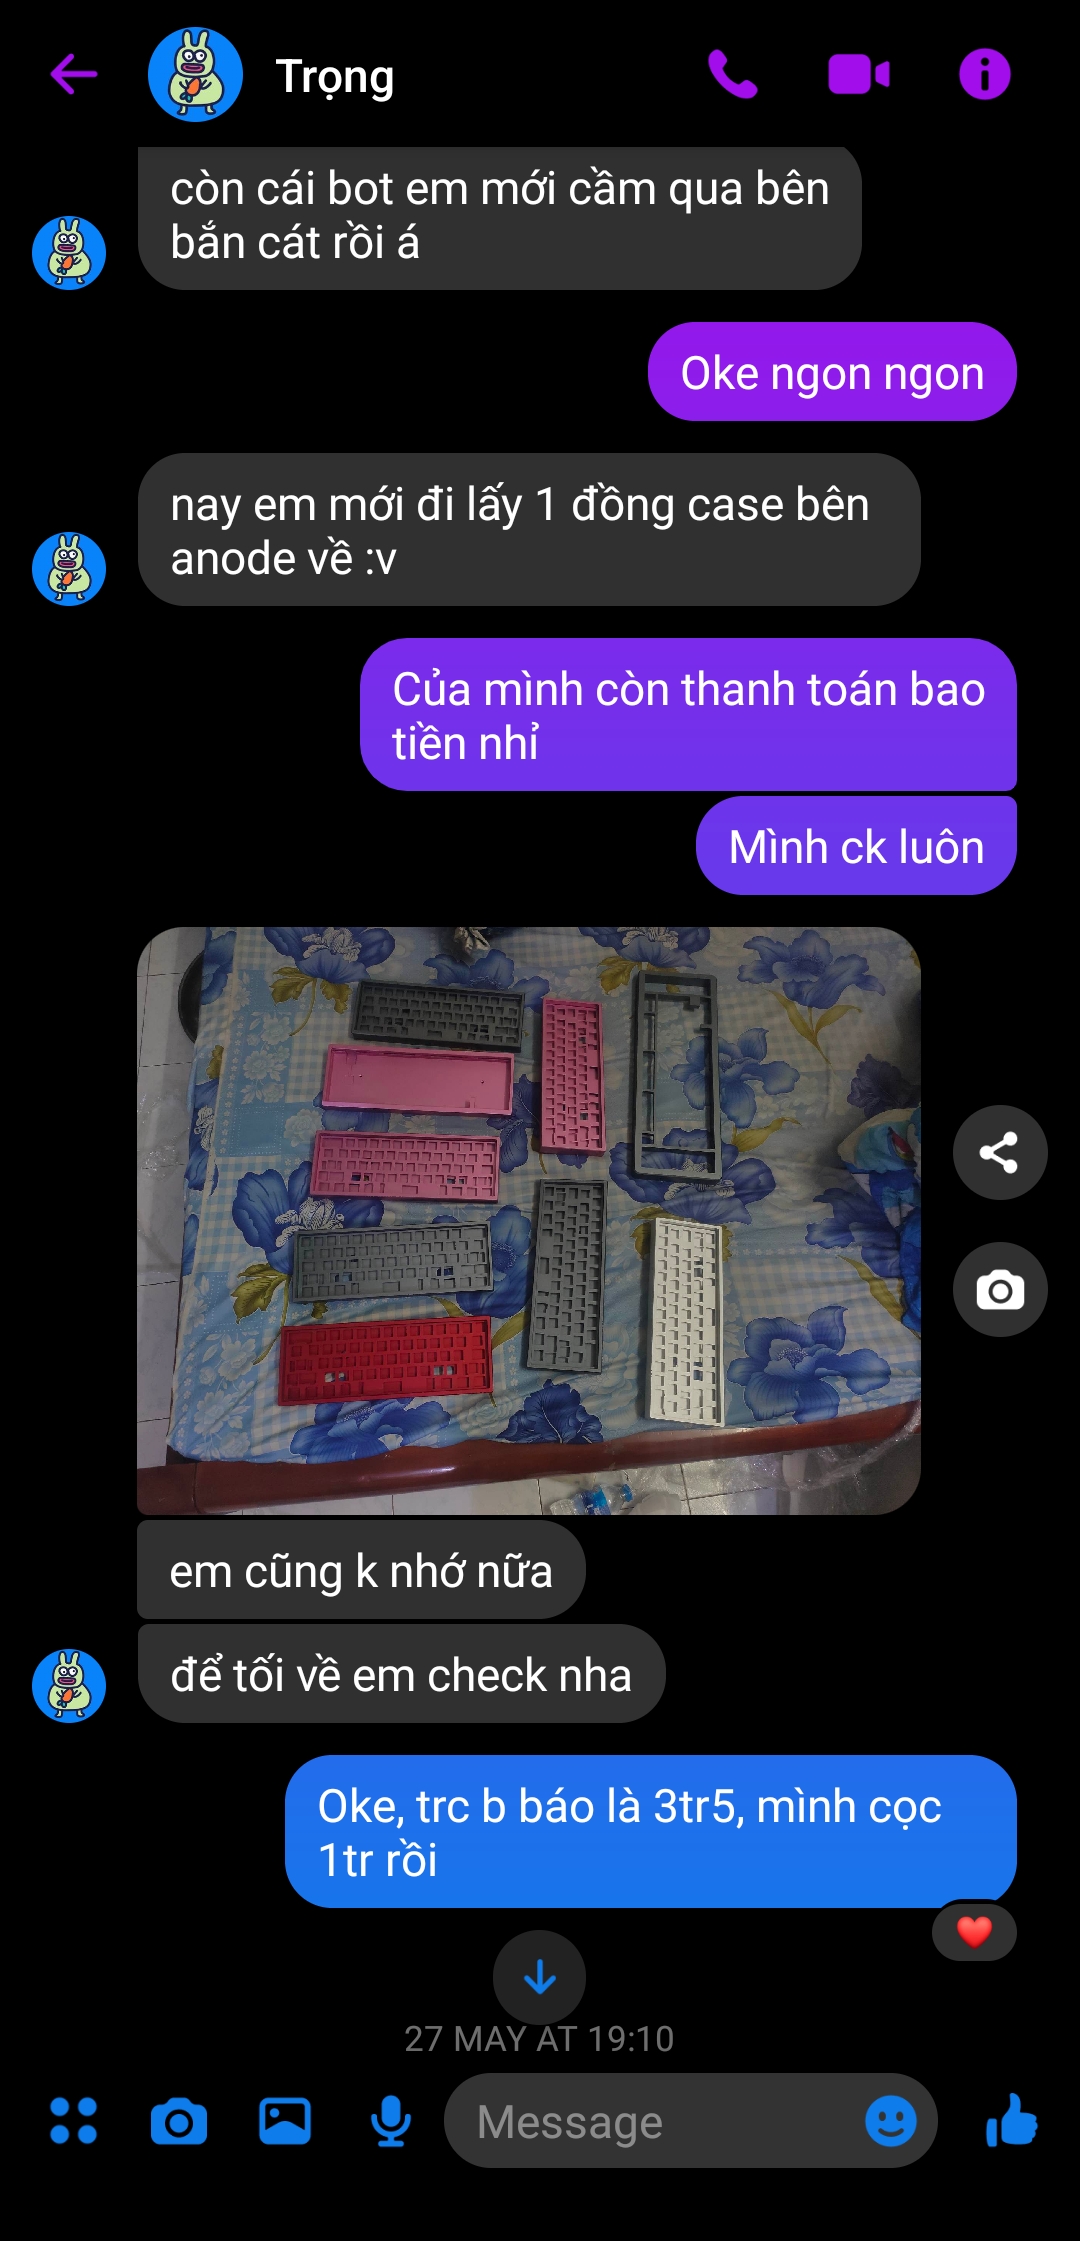 Trọng
còn cái bot em mới cầm qua bên
bắn cát rồi á
Oke ngon ngon
nay em mới đi lấy 1 đồng case bên
anode về :v
Của mình còn thanh toán bao
tiền nhỉ
Mình ck luôn
em cũng k nhớ nữa
để tối về em check nha
Oke, trc b báo là 3tr5, mình cọc
1tr rồi
27 MAY AT 19:10
Message